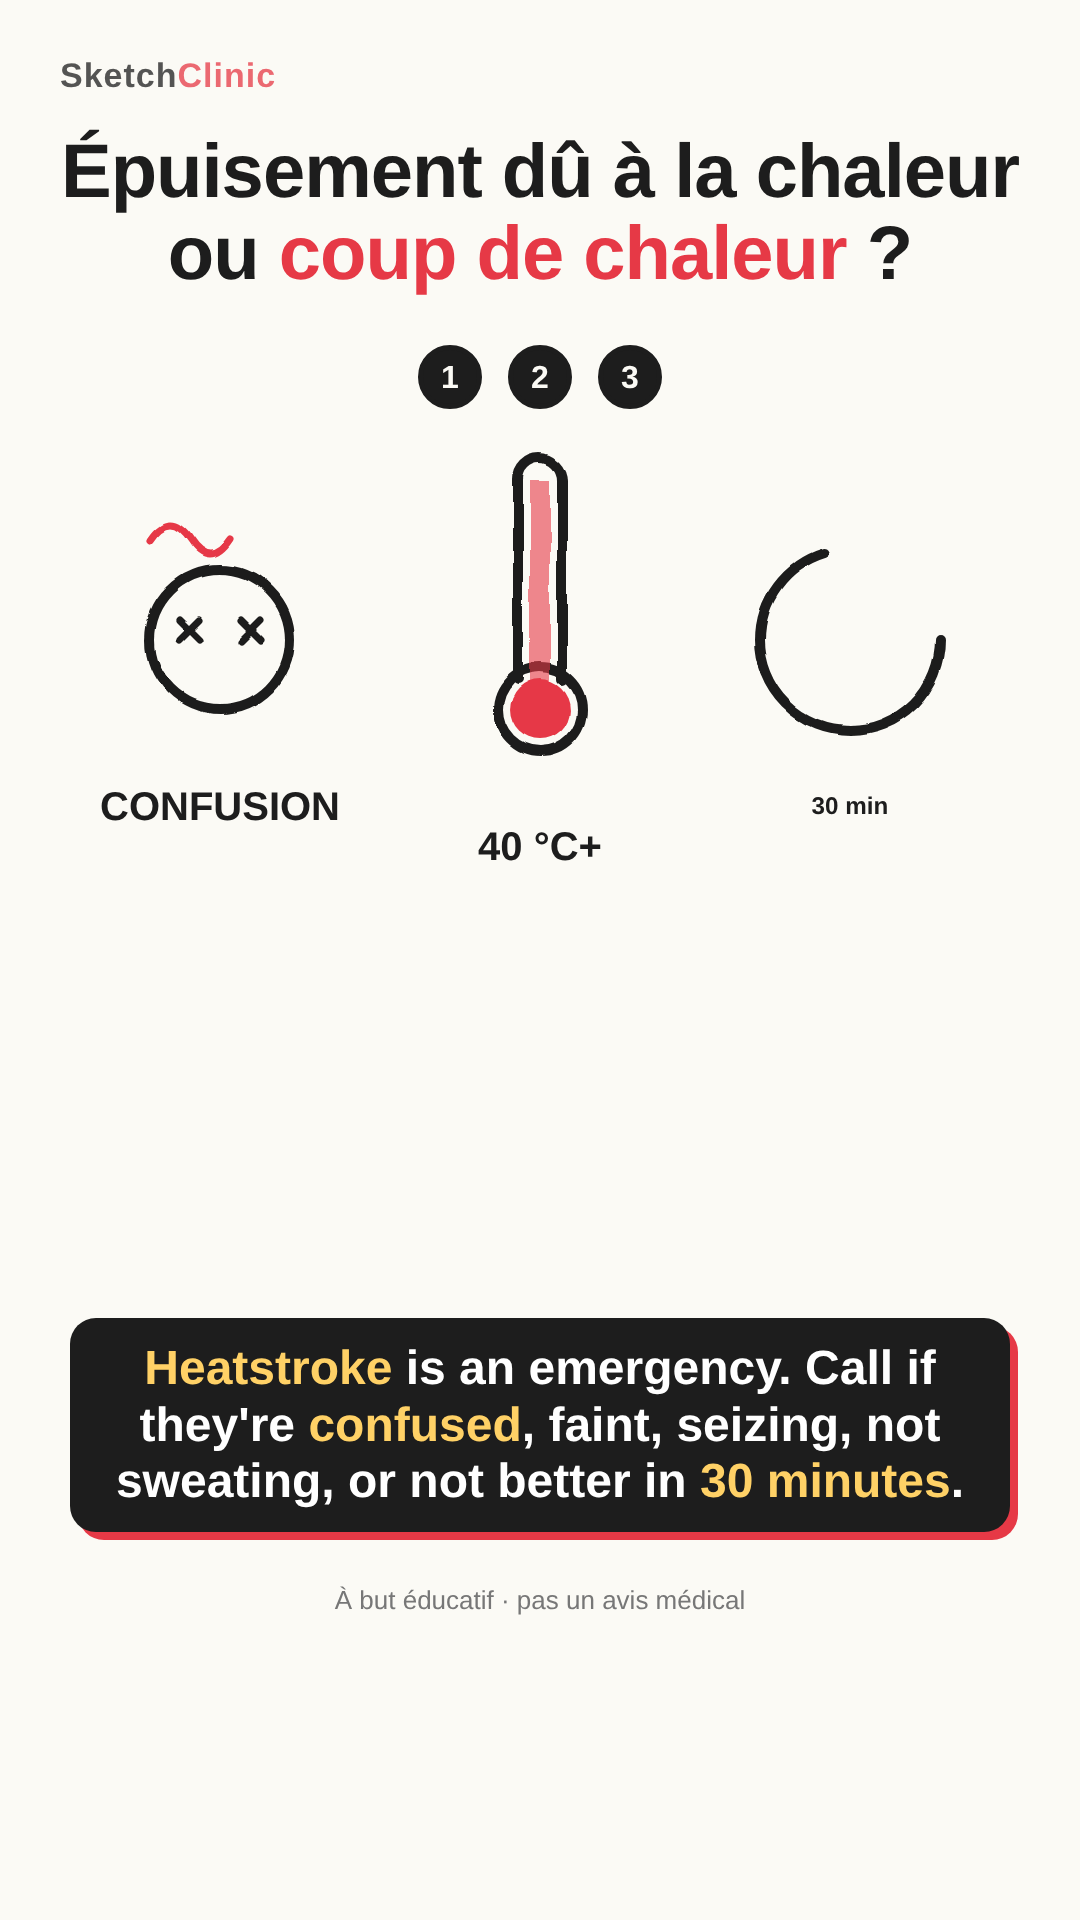 SketchClinic
Épuisement dû à la chaleur
ou coup de chaleur ?
1 2 3
CONFUSION
40 °C+
30 min
Heatstroke is an emergency. Call if
they're confused, faint, seizing, not
sweating, or not better in 30 minutes.
À but éducatif · pas un avis médical